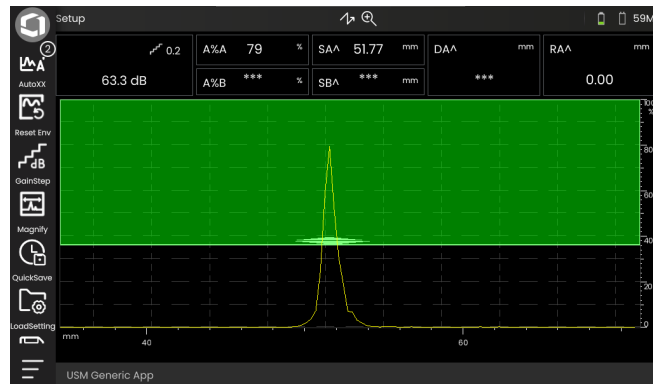 Setup
59M
2
AutoXX
Reset Env
dB
GainStep
Magnify
QuickSave
LoadSetting
0.2
63.3 dB
A%A 79 %
A%B *** %
SA^ 51.77 mm
SB^ *** mm
DA^ mm
***
RA^ mm
0.00
100
%
80
60
40
20
0
mm
40
60
USM Generic App